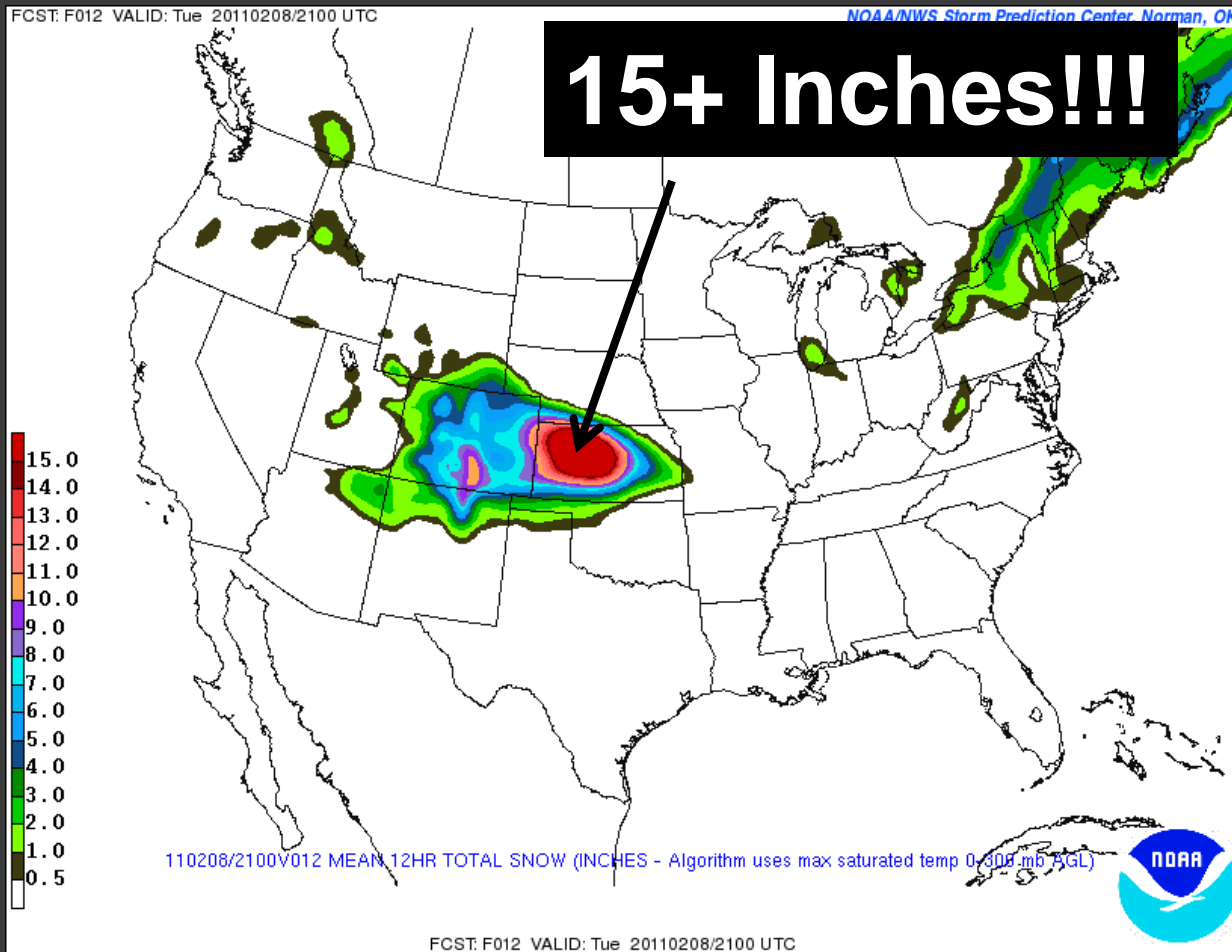 FCST: F012 VALID: Tue 20110208/2100 UTC
NOAA/NWS Storm Prediction Center, Norman, OK
15+ Inches!!!
15.0
14.0
13.0
12.0
11.0
10.0
9.0
8.0
7.0
6.0
5.0
4.0
3.0
2.0
1.0
0.5
110208/2100V012 MEAN 12HR TOTAL SNOW (INCHES - Algorithm uses max saturated temp 0-300 mb AGL)
NOAA
FCST: F012 VALID: Tue 20110208/2100 UTC